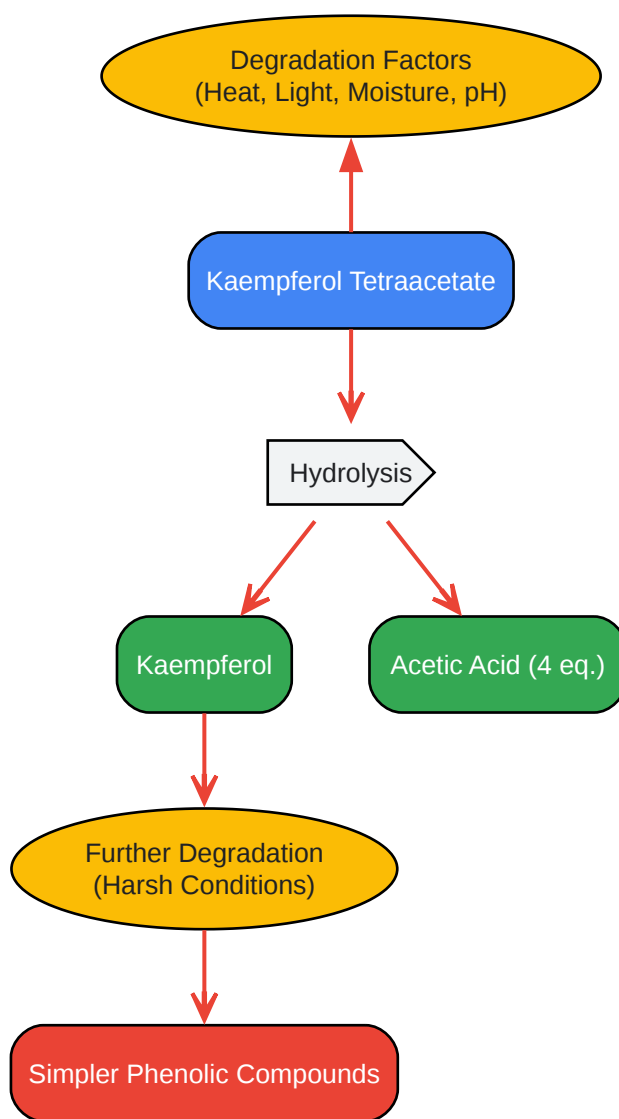 Degradation Factors
(Heat, Light, Moisture, pH)
Kaempferol Tetraacetate
Hydrolysis
Kaempferol
Acetic Acid (4 eq.)
Further Degradation
(Harsh Conditions)
Simpler Phenolic Compounds